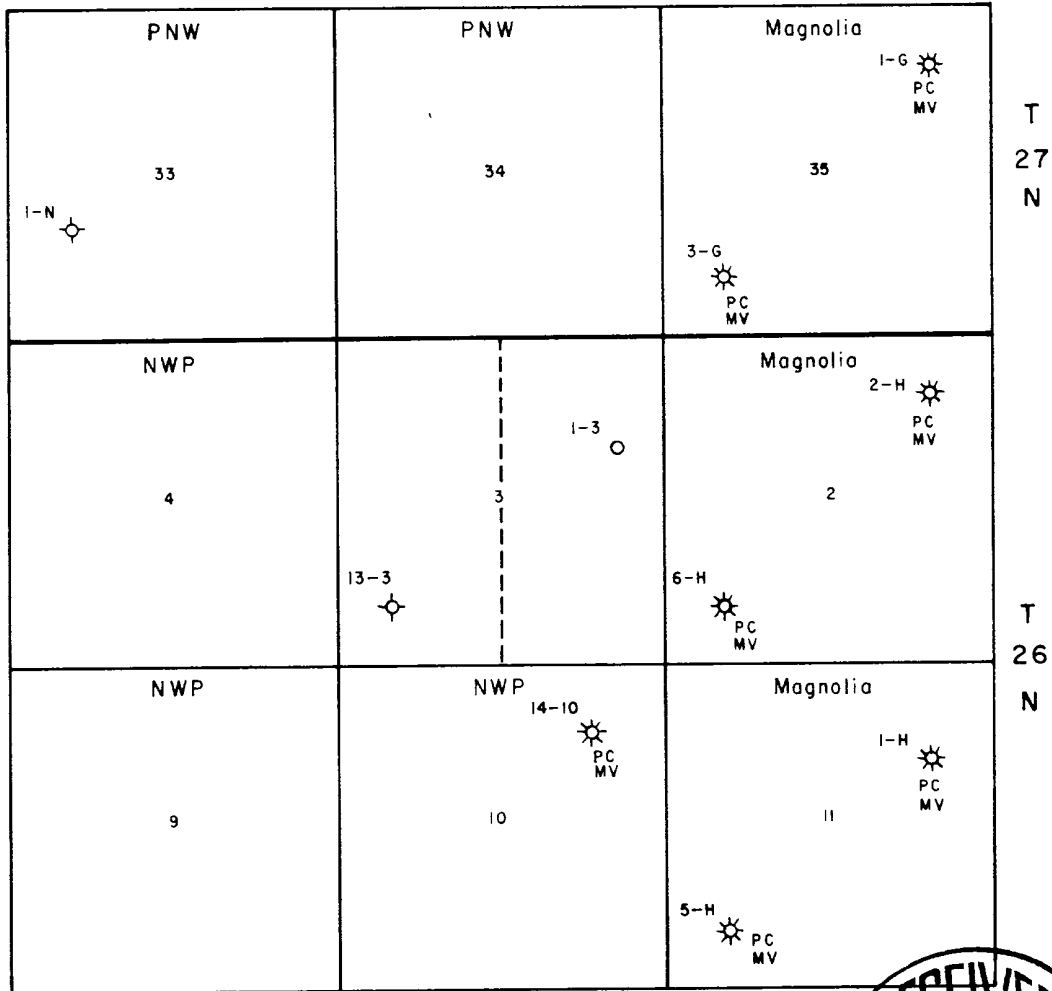 PNW
PNW
Magnolia
1-G
PC
MV
T
27
N
33
34
35
1-N
3-G
PC
MV
NWP
Magnolia
2-H
PC
MV
1-3
4
3
2
13-3
6-H
PC
MV
T
26
N
NWP
NWP
Magnolia
14-10
PC
MV
1-H
PC
MV
9
10
11
5-H
PC
MV